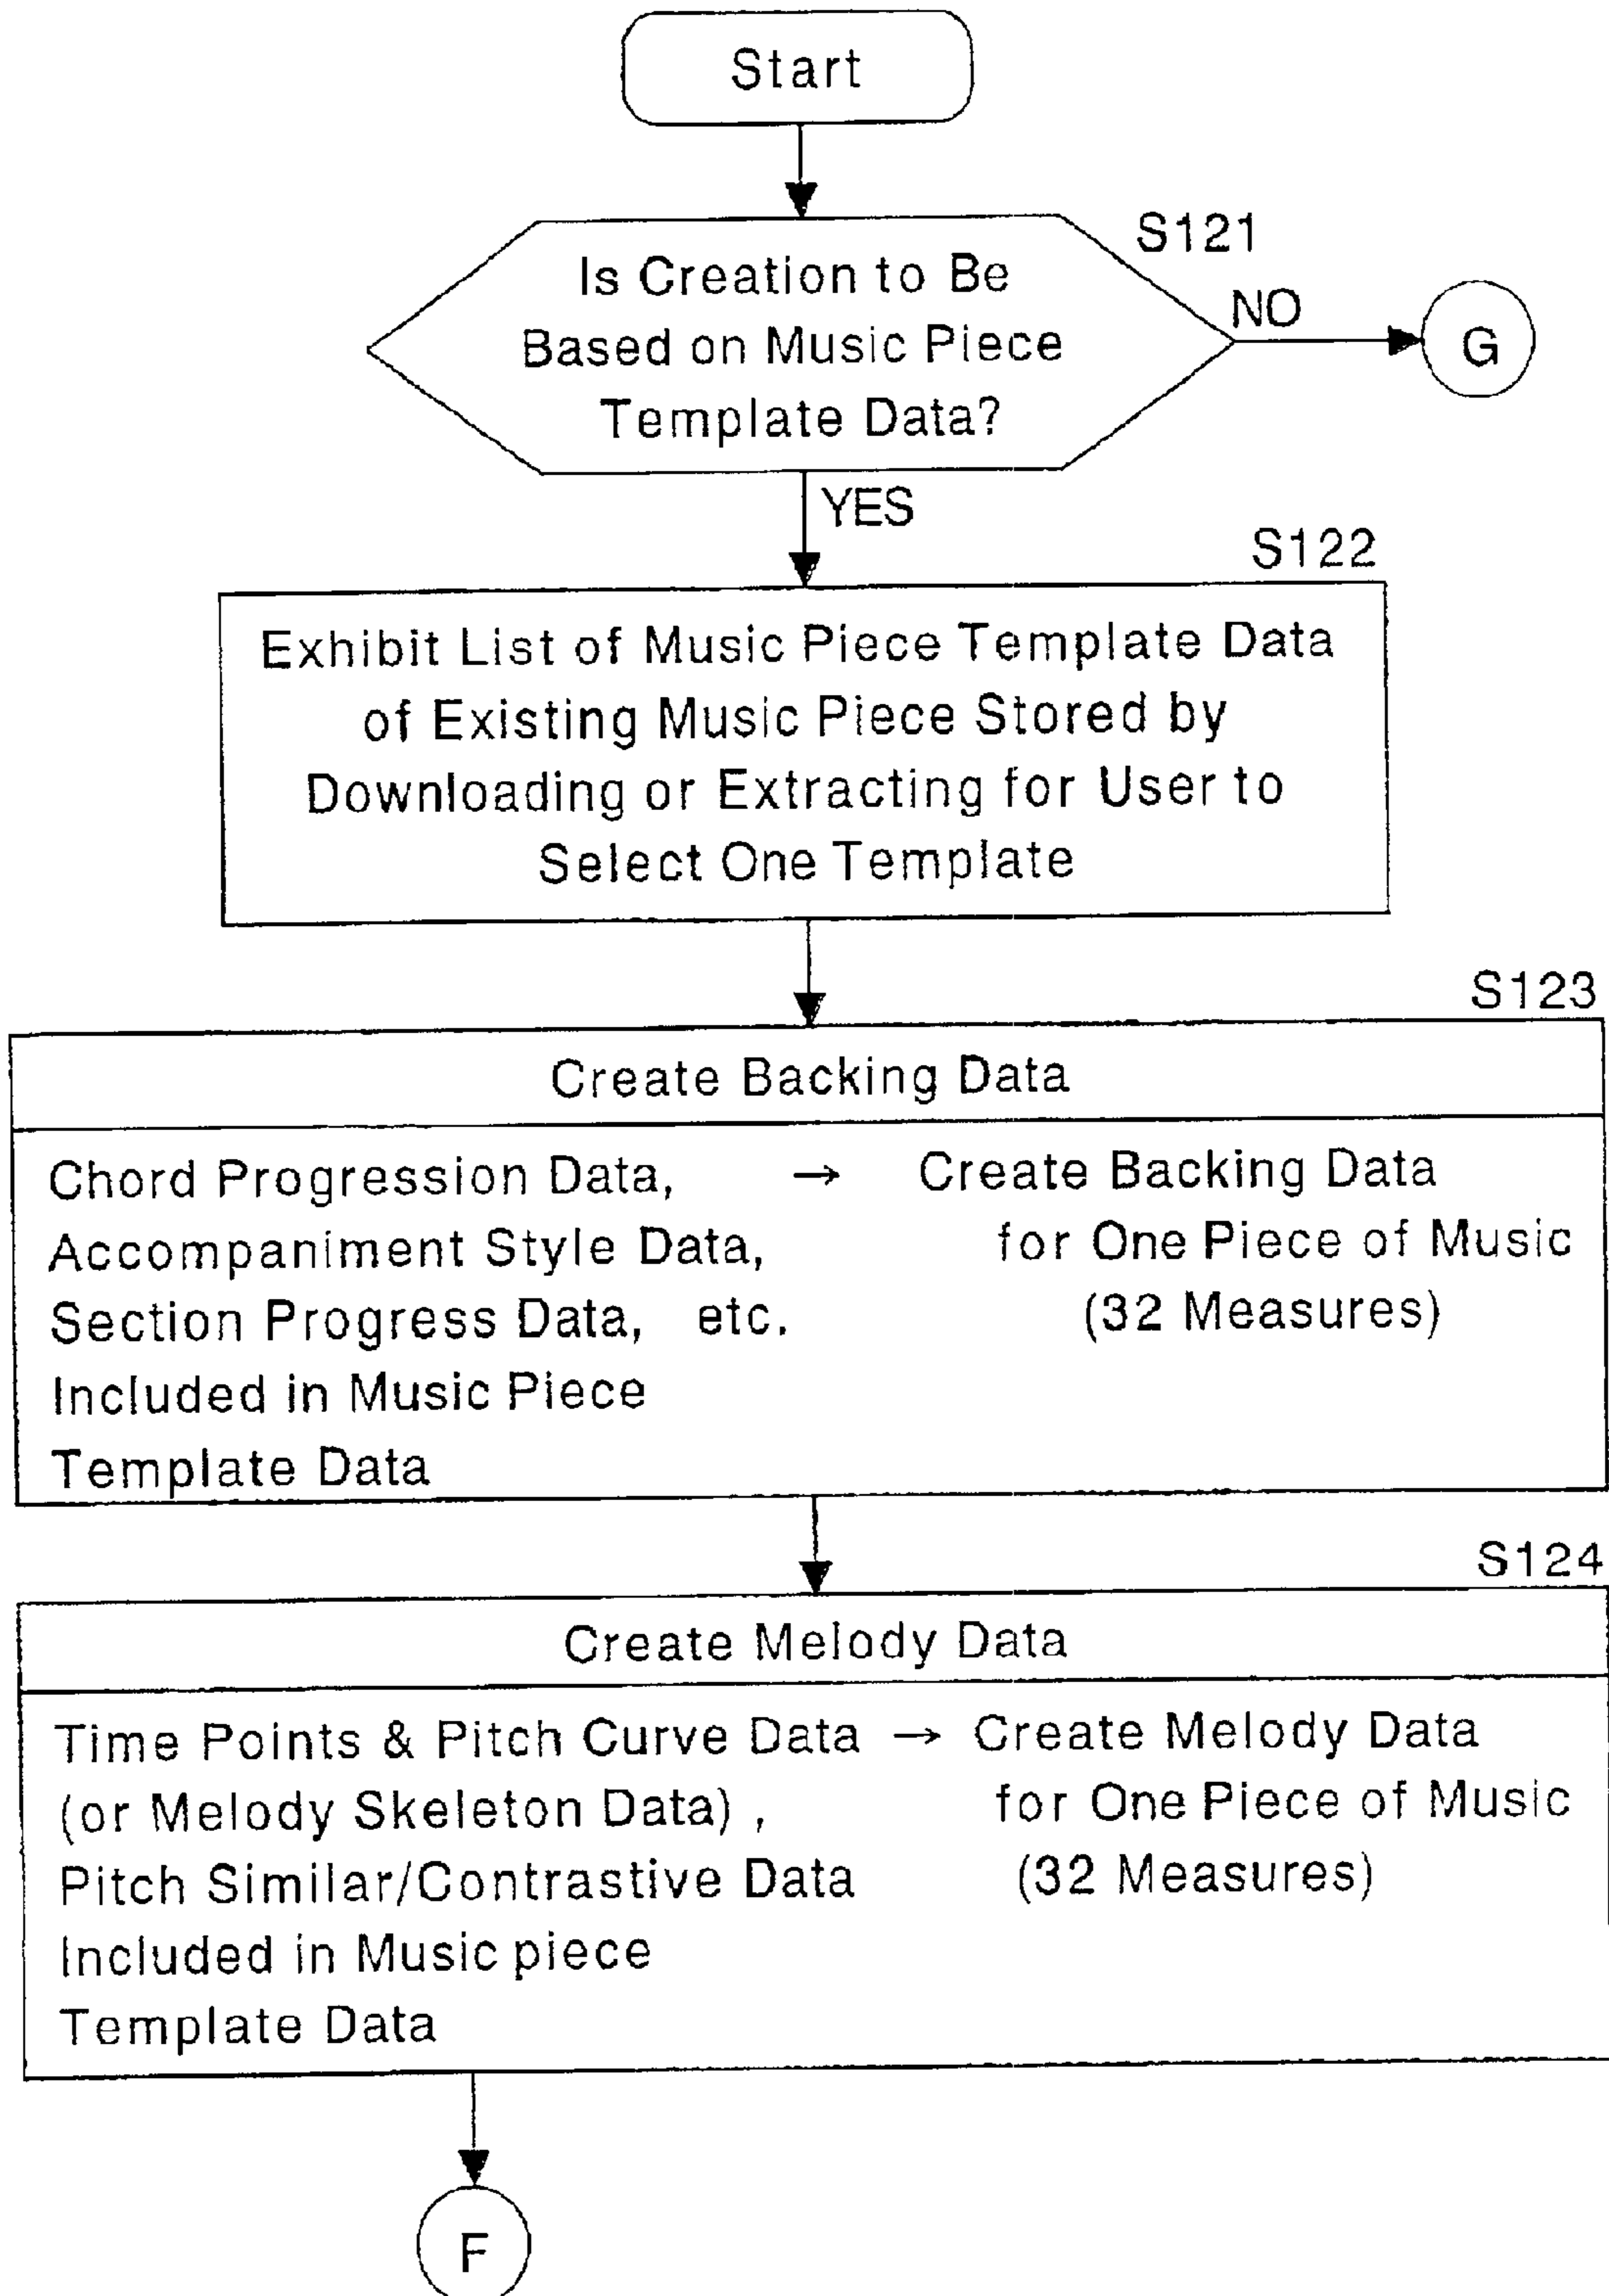 Start
S121
Is Creation to Be
Based on Music Piece
Template Data?
NO
G
YES
S122
Exhibit List of Music Piece Template Data
of Existing Music Piece Stored by
Downloading or Extracting for User to
Select One Template
S123
Create Backing Data
Chord Progression Data, → Create Backing Data
Accompaniment Style Data, for One Piece of Music
Section Progress Data, etc. (32 Measures)
Included in Music Piece
Template Data
S124
Create Melody Data
Time Points & Pitch Curve Data → Create Melody Data
(or Melody Skeleton Data) , for One Piece of Music
Pitch Similar/Contrastive Data (32 Measures)
Included in Music piece
Template Data
F